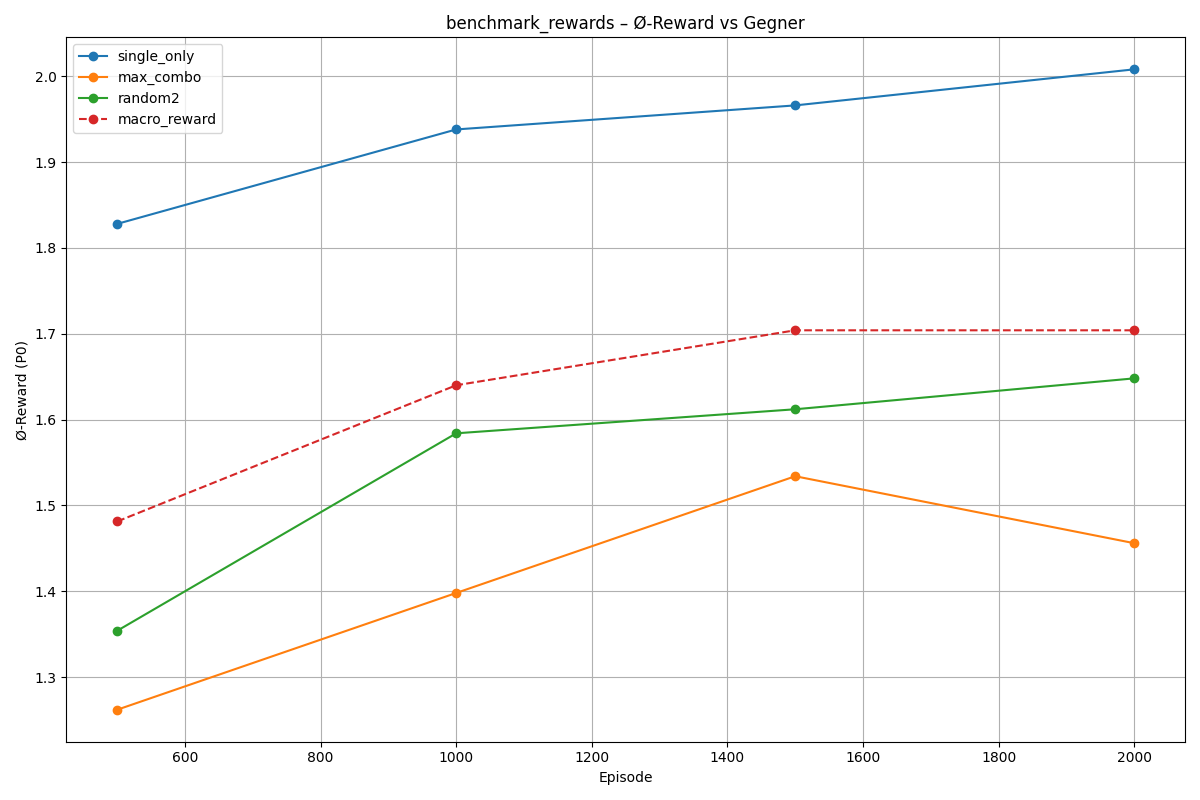 benchmark_rewards – Ø-Reward vs Gegner
single_only
max_combo
random2
macro_reward
2.0
1.9
1.8
1.7
1.6
1.5
1.4
1.3
Ø-Reward (P0)
600 800 1000 1200 1400 1600 1800 2000
Episode